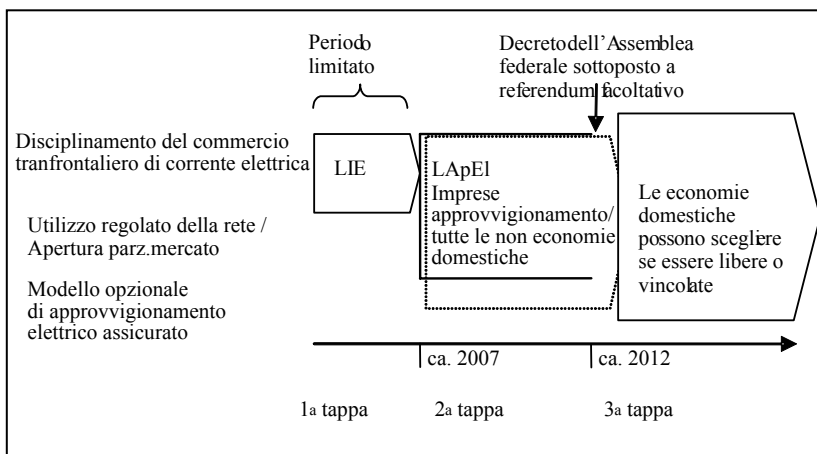 Periodo
limitato
Decreto dell'Assemblea
federale sottoposto a
referendum facoltativo
Disciplinamento del commercio
tranfrontaliero di corrente elettrica
LIE
LApEl
Imprese
approvvigionamento/
tutte le non economie
domestiche
Le economie
domestiche
possono scegliere
se essere libere o
vincolate
Utilizzo regolato della rete /
Apertura parz.mercato
Modello opzionale
di approvvigionamento
elettrico assicurato
ca. 2007
ca. 2012
1a tappa
2a tappa
3a tappa